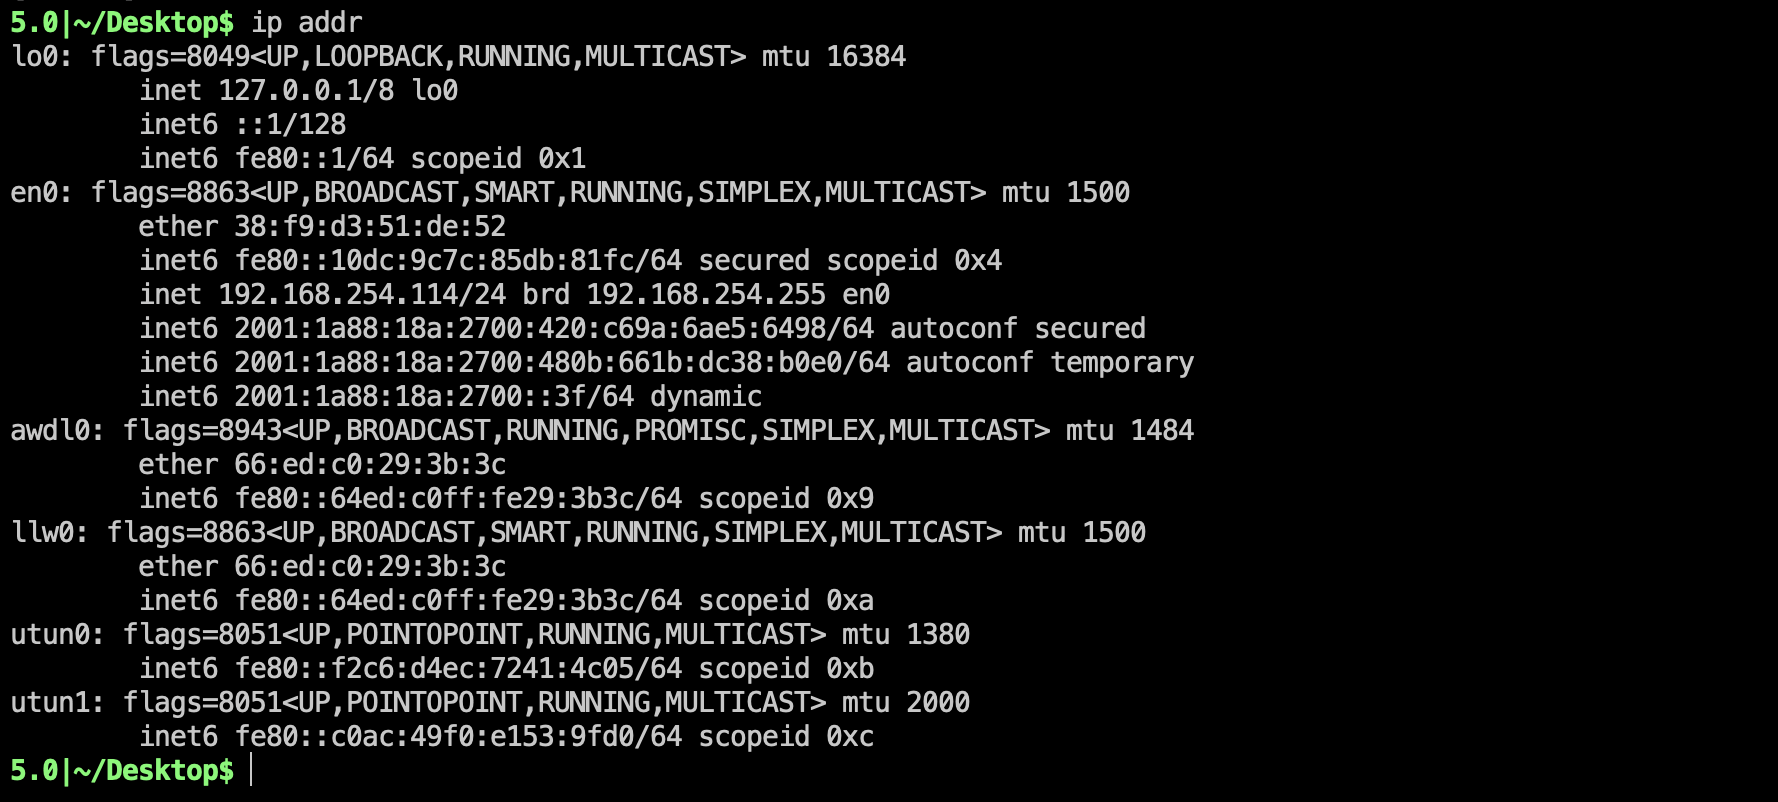 5.0|~/Desktop$ ip addr
lo0: flags=8049<UP,LOOPBACK,RUNNING,MULTICAST> mtu 16384
        inet 127.0.0.1/8 lo0
        inet6 ::1/128
        inet6 fe80::1/64 scopeid 0x1
en0: flags=8863<UP,BROADCAST,SMART,RUNNING,SIMPLEX,MULTICAST> mtu 1500
        ether 38:f9:d3:51:de:52
        inet6 fe80::10dc:9c7c:85db:81fc/64 secured scopeid 0x4
        inet 192.168.254.114/24 brd 192.168.254.255 en0
        inet6 2001:1a88:18a:2700:420:c69a:6ae5:6498/64 autoconf secured
        inet6 2001:1a88:18a:2700:480b:661b:dc38:b0e0/64 autoconf temporary
        inet6 2001:1a88:18a:2700::3f/64 dynamic
awdl0: flags=8943<UP,BROADCAST,RUNNING,PROMISC,SIMPLEX,MULTICAST> mtu 1484
        ether 66:ed:c0:29:3b:3c
        inet6 fe80::64ed:c0ff:fe29:3b3c/64 scopeid 0x9
llw0: flags=8863<UP,BROADCAST,SMART,RUNNING,SIMPLEX,MULTICAST> mtu 1500
        ether 66:ed:c0:29:3b:3c
        inet6 fe80::64ed:c0ff:fe29:3b3c/64 scopeid 0xa
utun0: flags=8051<UP,POINTOPOINT,RUNNING,MULTICAST> mtu 1380
        inet6 fe80::f2c6:d4ec:7241:4c05/64 scopeid 0xb
utun1: flags=8051<UP,POINTOPOINT,RUNNING,MULTICAST> mtu 2000
        inet6 fe80::c0ac:49f0:e153:9fd0/64 scopeid 0xc
5.0|~/Desktop$